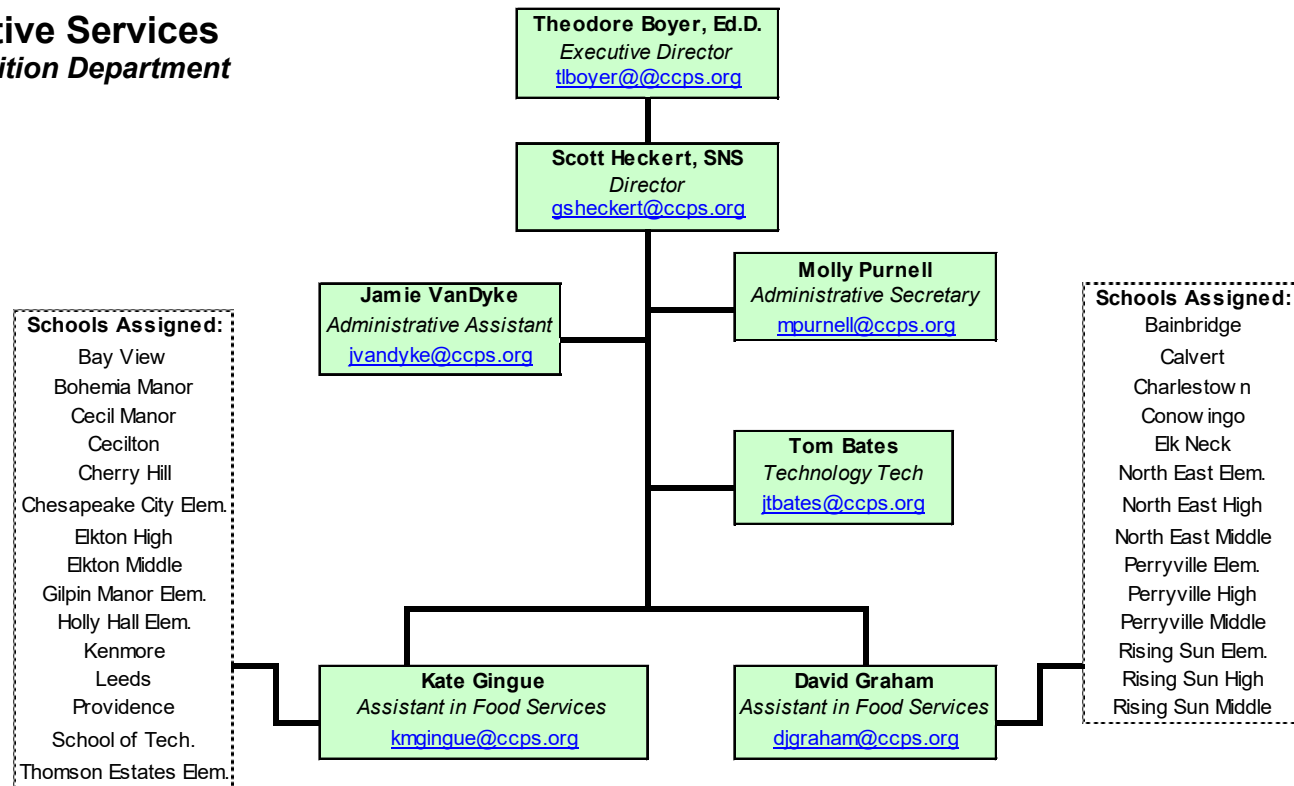 tive Services
ition Department
Theodore Boyer, Ed.D.
Executive Director
tlboyer@@ccps.org
Scott Heckert, SNS
Director
gsheckert@ccps.org
Jamie VanDyke
Administrative Assistant
jvandyke@ccps.org
Molly Purnell
Administrative Secretary
mpurnell@ccps.org
Tom Bates
Technology Tech
jtbates@ccps.org
Schools Assigned:
Bay View
Bohemia Manor
Cecil Manor
Cecilton
Cherry Hill
Chesapeake City Elem.
Elkton High
Elkton Middle
Gilpin Manor Elem.
Holly Hall Elem.
Kenmore
Leeds
Providence
School of Tech.
Thomson Estates Elem.
Kate Gingue
Assistant in Food Services
kmgingue@ccps.org
David Graham
Assistant in Food Services
djgraham@ccps.org
Schools Assigned:
Bainbridge
Calvert
Charlestown
Conowingo
Elk Neck
North East Elem.
North East High
North East Middle
Perryville Elem.
Perryville High
Perryville Middle
Rising Sun Elem.
Rising Sun High
Rising Sun Middle